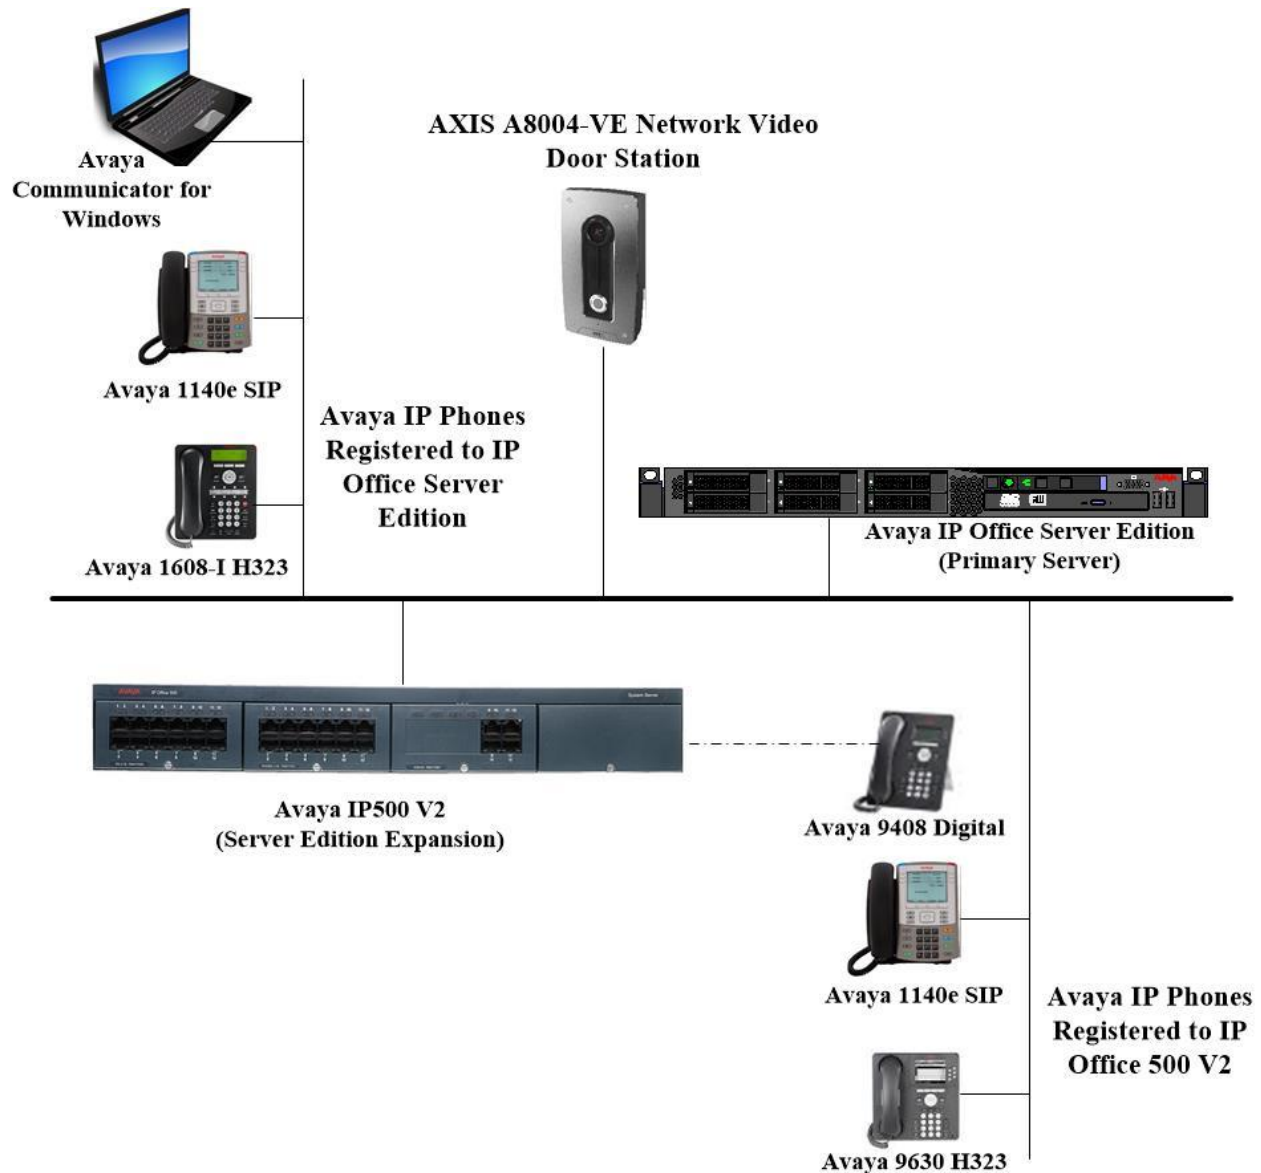 Avaya
Communicator for
Windows
AXIS A8004-VE Network Video
Door Station
Avaya 1140e SIP
Avaya IP Phones
Registered to IP
Office Server
Edition
Avaya 1608-I H323
Avaya IP Office Server Edition
(Primary Server)
Avaya IP500 V2
(Server Edition Expansion)
Avaya 9408 Digital
Avaya 1140e SIP
Avaya IP Phones
Registered to IP
Office 500 V2
Avaya 9630 H323